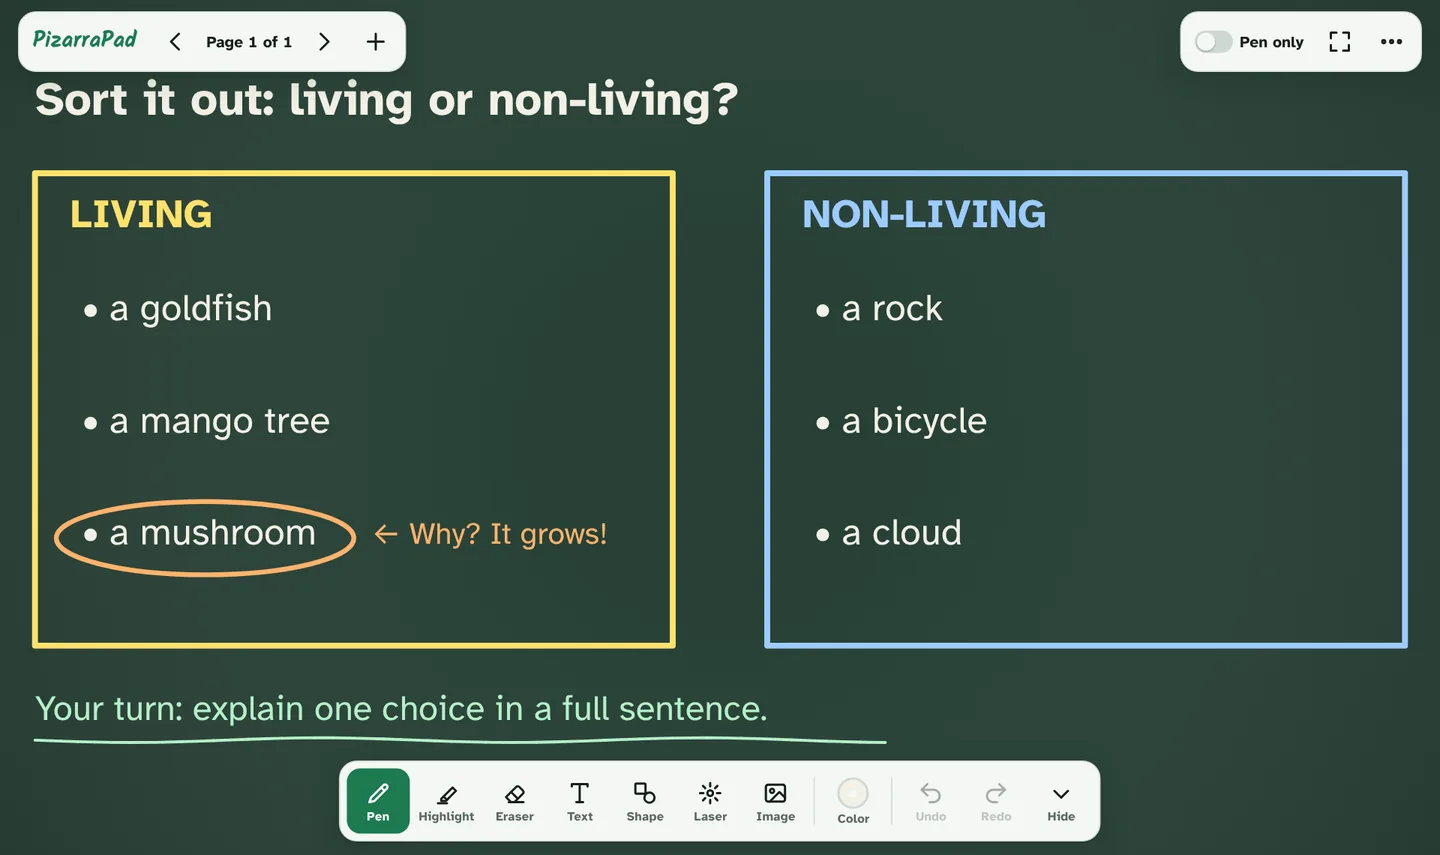 PizarraPad
Page 1 of 1
Pen only
Sort it out: living or non-living?
LIVING
• a goldfish
• a mango tree
• a mushroom
← Why? It grows!
NON-LIVING
• a rock
• a bicycle
• a cloud
Your turn: explain one choice in a full sentence.
Pen
Highlight
Eraser
Text
Shape
Laser
Image
Color
Undo
Redo
Hide